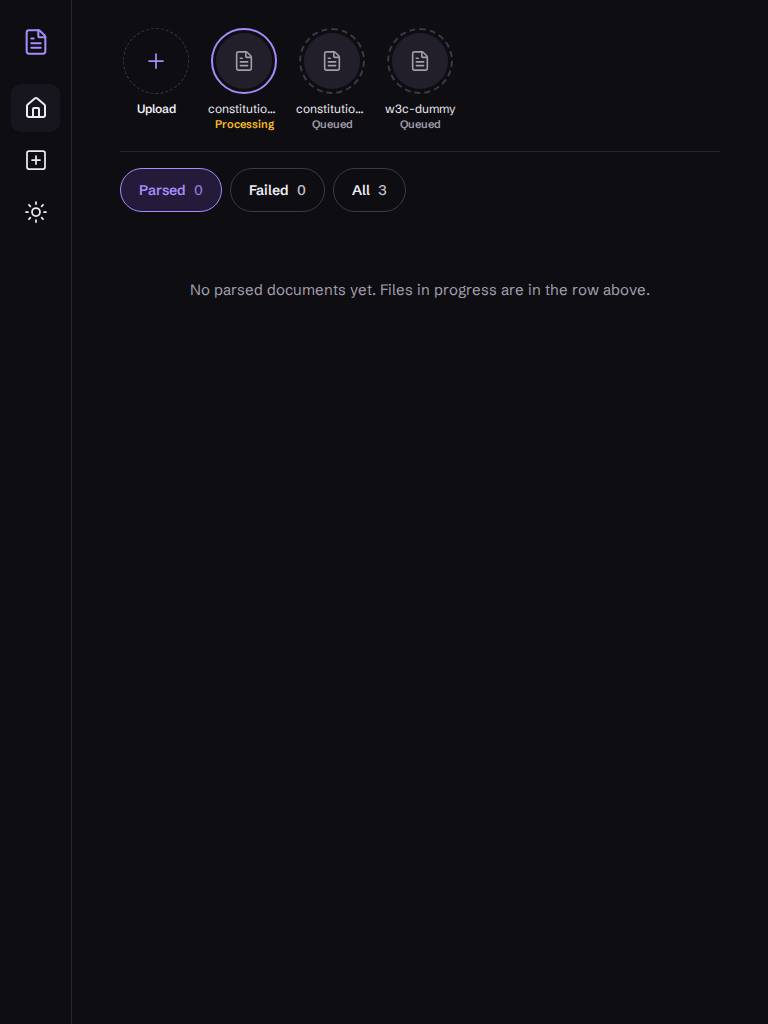 Upload
constitutio...
Processing
constitutio...
Queued
w3c-dummy
Queued
Parsed 0
Failed 0
All 3
No parsed documents yet. Files in progress are in the row above.